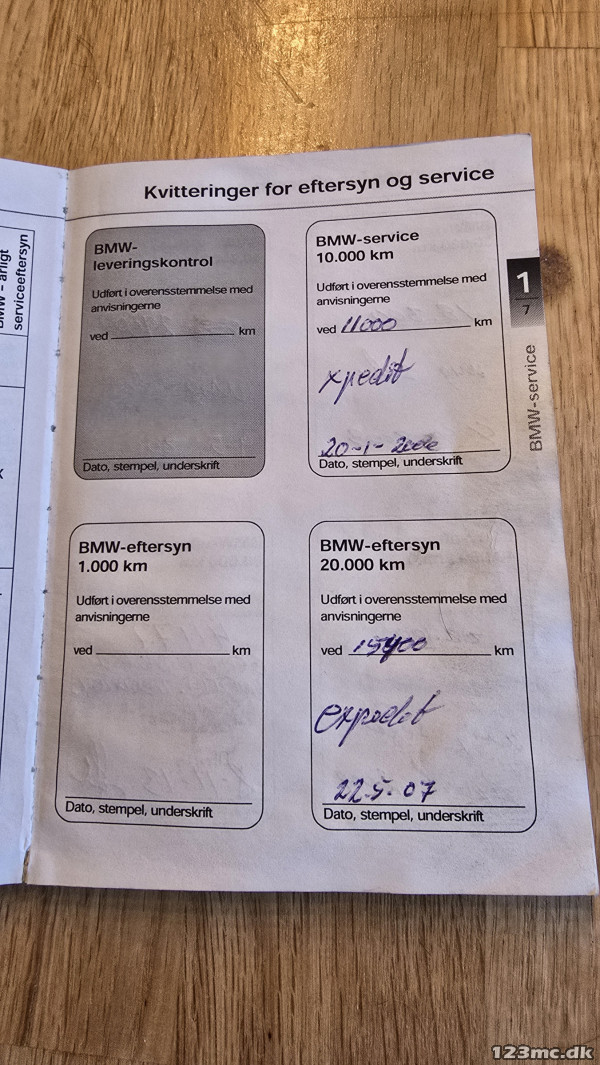 Kvitteringer for eftersyn og service
BMW-
leveringskontrol
Udført i overensstemmelse med
anvisningerne
ved km
Dato, stempel, underskrift
BMW-service
10.000 km
Udført i overensstemmelse med
anvisningerne
ved 11000 km
xpedit
20-1-2006
Dato, stempel, underskrift
BMW-eftersyn
1.000 km
Udført i overensstemmelse med
anvisningerne
ved km
Dato, stempel, underskrift
BMW-eftersyn
20.000 km
Udført i overensstemmelse med
anvisningerne
ved km
expedit
22.5.07
Dato, stempel, underskrift
1
7
BMW-service
BMW - årligt
serviceeftersyn
123mc.dk